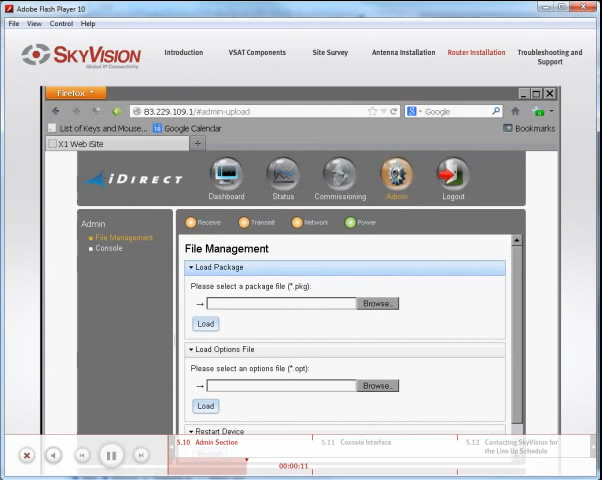 Adobe Flash Player 10
File View Control Help
SKYVISION
Global IP Connectivity
Introduction
VSAT Components
Site Survey
Antenna Installation
Router Installation
Troubleshooting and
Support
Firefox
83.229.109.1/#admin-upload
Google
List of Keys and Mouse...
Google Calendar
Bookmarks
X1 Web iSite
iDIRECT
Dashboard
Status
Commissioning
Admin
Logout
Admin
File Management
Console
Receive
Transmit
Network
Power
File Management
Load Package
Please select a package file (*.pkg):
Browse..
Load
Load Options File
Please select an options file (*.opt):
Browse..
Load
Restart Device
Restart
5.10 Admin Section
5.11 Console Interface
5.12 Contacting SkyVision for
the Line Up Schedule
00:00:11